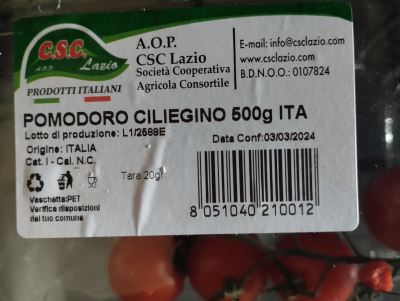 C.S.C.
A.O.P. Lazio
PRODOTTI ITALIANI
A.O.P.
CSC Lazio
Società Cooperativa
Agricola Consortile
E-mail: info@csclazio.com
www.csclazio.com
B.D.N.O.O.: 0107824
POMODORO CILIEGINO 500g ITA
Lotto di produzione: L1/2588E
Data Conf:03/03/2024
Origine: ITALIA
Cat. I - Cal. N.C.
Tara 20gr
Vaschetta:PET
Verifica disposizioni
del tuo comune
8 051040 210012